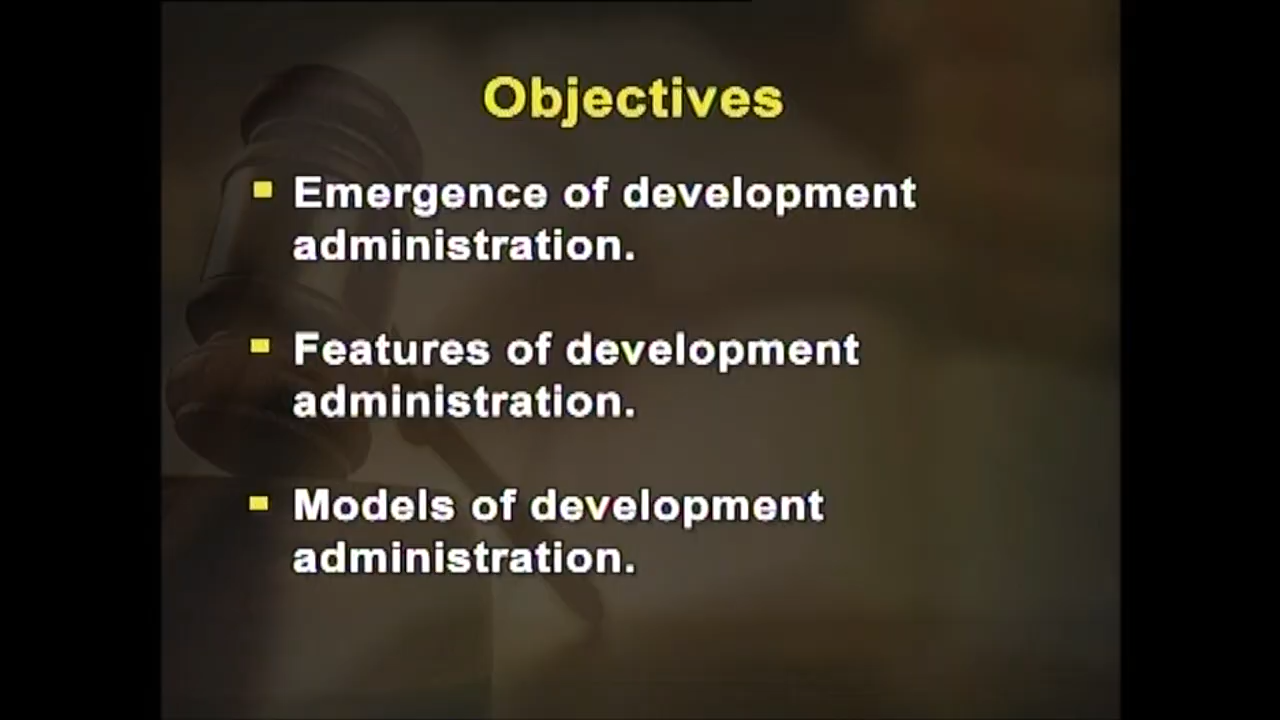 Objectives
Emergence of development
administration.
Features of development
administration.
Models of development
administration.